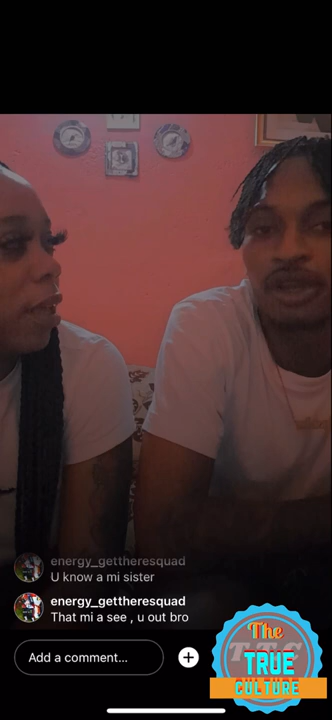 energy_gettheresquad
U know a mi sister
energy_gettheresquad
That mi a see , u out bro
Add a comment...
The
TRUE
CULTURE